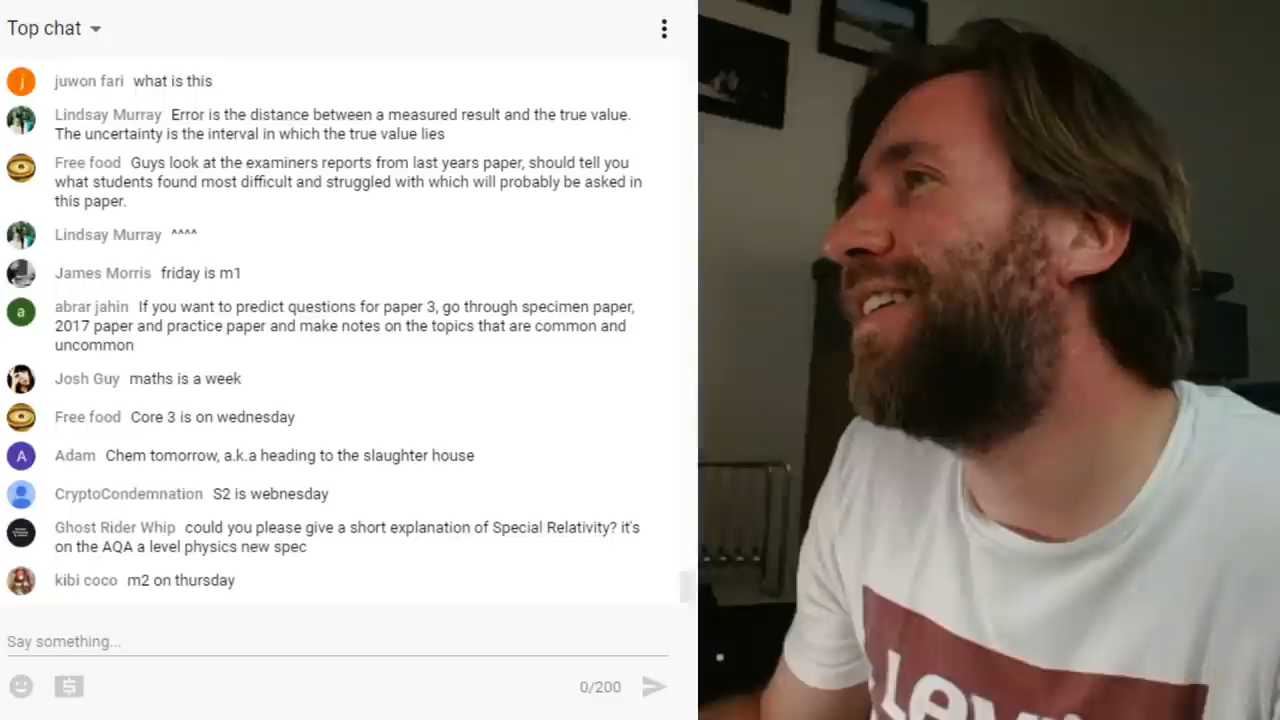 Top chat
juwon fari what is this
Lindsay Murray Error is the distance between a measured result and the true value.
The uncertainty is the interval in which the true value lies
Free food Guys look at the examiners reports from last years paper, should tell you
what students found most difficult and struggled with which will probably be asked in
this paper.
Lindsay Murray ^^^^
James Morris friday is m1
abrar jahin If you want to predict questions for paper 3, go through specimen paper,
2017 paper and practice paper and make notes on the topics that are common and
uncommon
Josh Guy maths is a week
Free food Core 3 is on wednesday
Adam Chem tomorrow, a.k.a heading to the slaughter house
CryptoCondemnation S2 is webnesday
Ghost Rider Whip could you please give a short explanation of Special Relativity? it's
on the AQA a level physics new spec
kibi coco m2 on thursday
Say something...
0/200
j
a
A